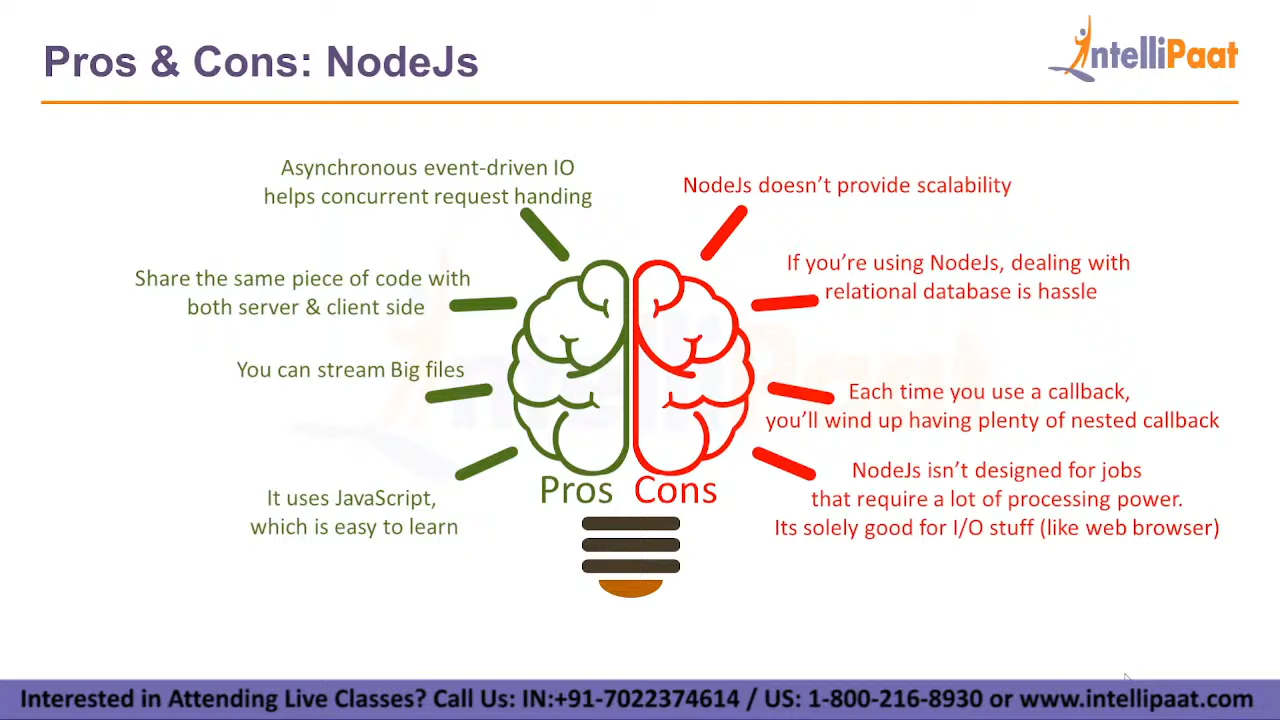 Pros & Cons: NodeJs
IntelliPaat
Asynchronous event-driven IO
helps concurrent request handing
Share the same piece of code with
both server & client side
You can stream Big files
It uses JavaScript,
which is easy to learn
NodeJs doesn't provide scalability
If you're using NodeJs, dealing with
relational database is hassle
Each time you use a callback,
you'll wind up having plenty of nested callback
NodeJs isn't designed for jobs
that require a lot of processing power.
Its solely good for I/O stuff (like web browser)
Pros Cons
Interested in Attending Live Classes? Call Us: IN:+91-7022374614 / US: 1-800-216-8930 or www.intellipaat.com